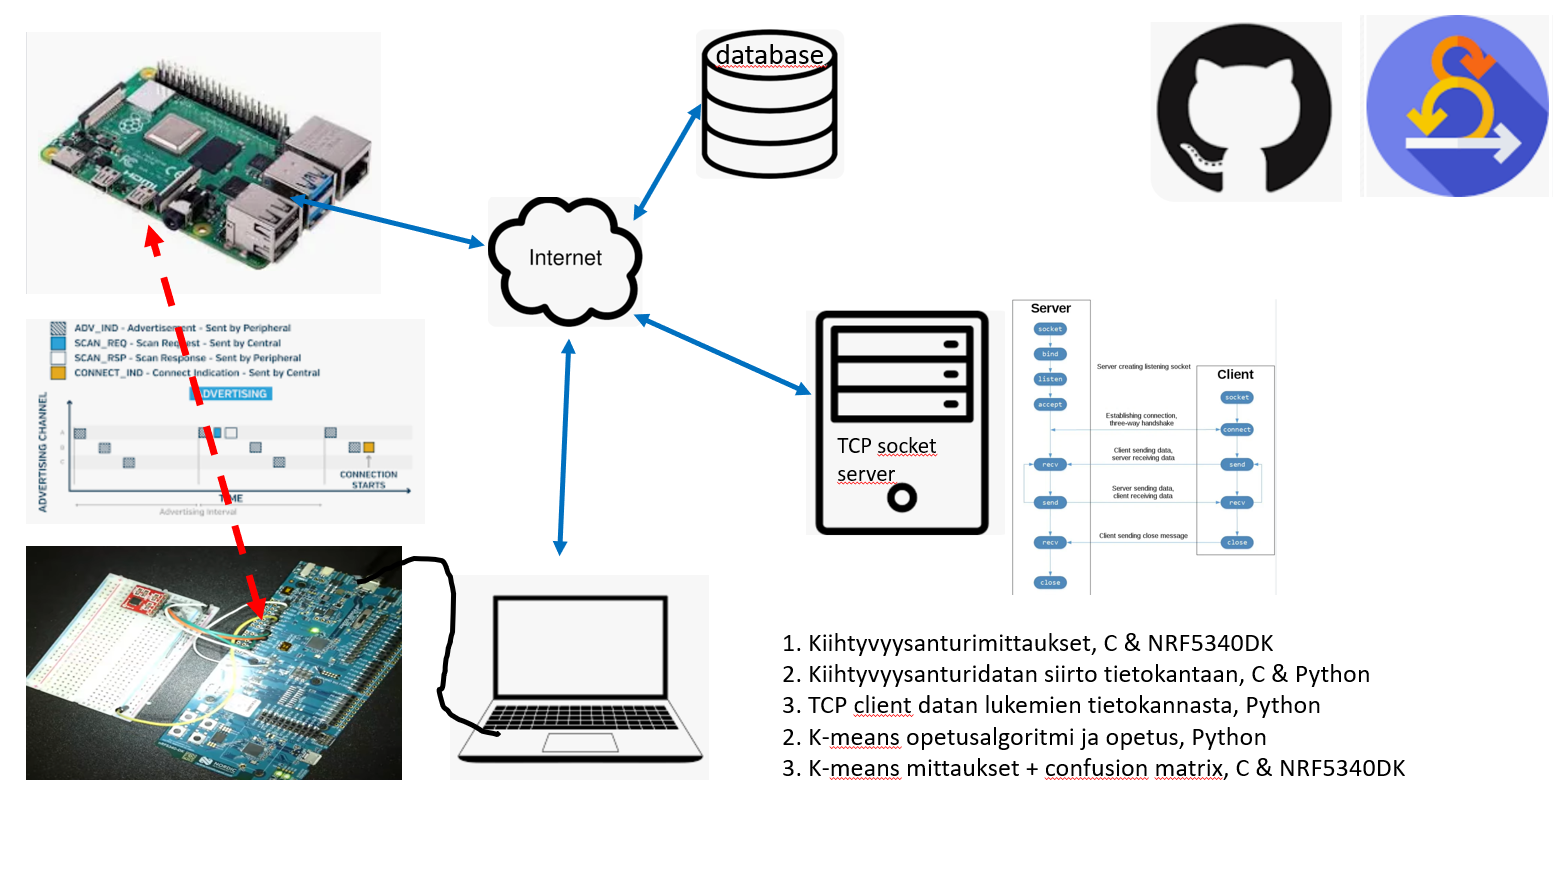 database
Internet
ADV_IND - Advertisement - Sent by Peripheral
SCAN_REQ - Scan Request - Sent by Central
SCAN_RSP - Scan Response - Sent by Peripheral
CONNECT_IND - Connect Indication - Sent by Central
ADVERTISING
ADVERTISING CHANNEL
A
B
C
CONNECTION
STARTS
TIME
Advertising Interval
TCP socket
server
Server
socket
bind
listen
accept
recv
send
recv
close
Server creating listening socket
Establishing connection,
three-way handshake
Client sending data,
server receiving data
Server sending data,
client receiving data
Client sending close message
Client
socket
connect
send
recv
close
1. Kiihtyvyysanturimittaukset, C & NRF5340DK
2. Kiihtyvyysanturidatan siirto tietokantaan, C & Python
3. TCP client datan lukemien tietokannasta, Python
2. K-means opetusalgoritmi ja opetus, Python
3. K-means mittaukset + confusion matrix, C & NRF5340DK
HDMI
NORDIC